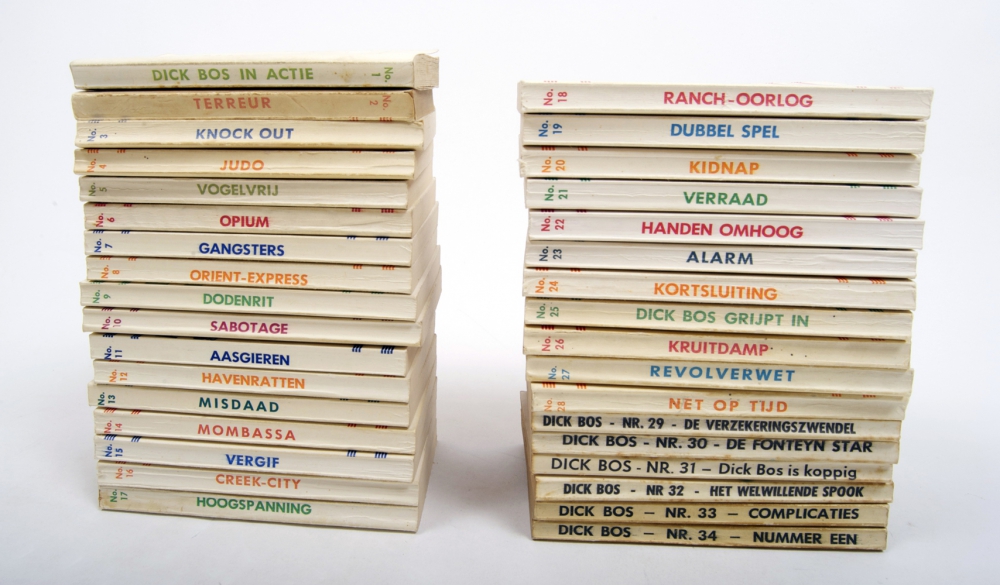 DICK BOS IN ACTIE No. 1
TERREUR No. 2
No. 3 KNOCK OUT
No. 4 JUDO
No. 5 VOGELVRIJ
No. 6 OPIUM
No. 7 GANGSTERS
No. 8 ORIENT-EXPRESS
No. 9 DODENRIT
No. 10 SABOTAGE
No. 11 AASGIEREN
No. 12 HAVENRATTEN
No. 13 MISDAAD
No. 14 MOMBASSA
No. 15 VERGIF
No. 16 CREEK-CITY
No. 17 HOOGSPANNING
No. 18 RANCH-OORLOG
No. 19 DUBBEL SPEL
No. 20 KIDNAP
No. 21 VERRAAD
No. 22 HANDEN OMHOOG
No. 23 ALARM
No. 24 KORTSLUITING
No. 25 DICK BOS GRIJPT IN
No. 26 KRUITDAMP
No. 27 REVOLVERWET
No. 28 NET OP TIJD
DICK BOS - NR. 29 - DE VERZEKERINGSZWENDEL
DICK BOS - NR. 30 - DE FONTEYN STAR
DICK BOS - NR. 31 – Dick Bos is koppig
DICK BOS - NR 32 - HET WELWILLENDE SPOOK
DICK BOS — NR. 33 — COMPLICATIES
DICK BOS — NR. 34 — NUMMER EEN